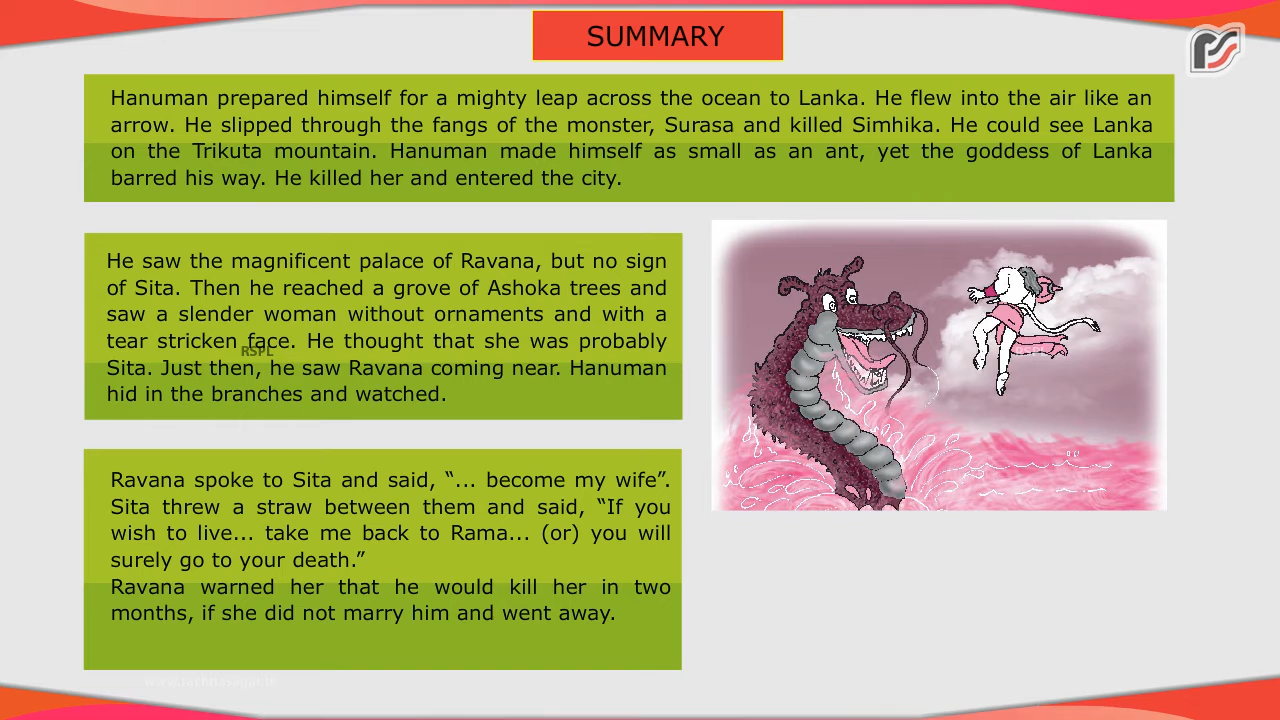 SUMMARY
Hanuman prepared himself for a mighty leap across the ocean to Lanka. He flew into the air like an
arrow. He slipped through the fangs of the monster, Surasa and killed Simhika. He could see Lanka
on the Trikuta mountain. Hanuman made himself as small as an ant, yet the goddess of Lanka
barred his way. He killed her and entered the city.
He saw the magnificent palace of Ravana, but no sign
of Sita. Then he reached a grove of Ashoka trees and
saw a slender woman without ornaments and with a
tear stricken face. He thought that she was probably
RSPL
Sita. Just then, he saw Ravana coming near. Hanuman
hid in the branches and watched.
Ravana spoke to Sita and said, “... become my wife”.
Sita threw a straw between them and said, “If you
wish to live... take me back to Rama... (or) you will
surely go to your death.”
Ravana warned her that he would kill her in two
months, if she did not marry him and went away.